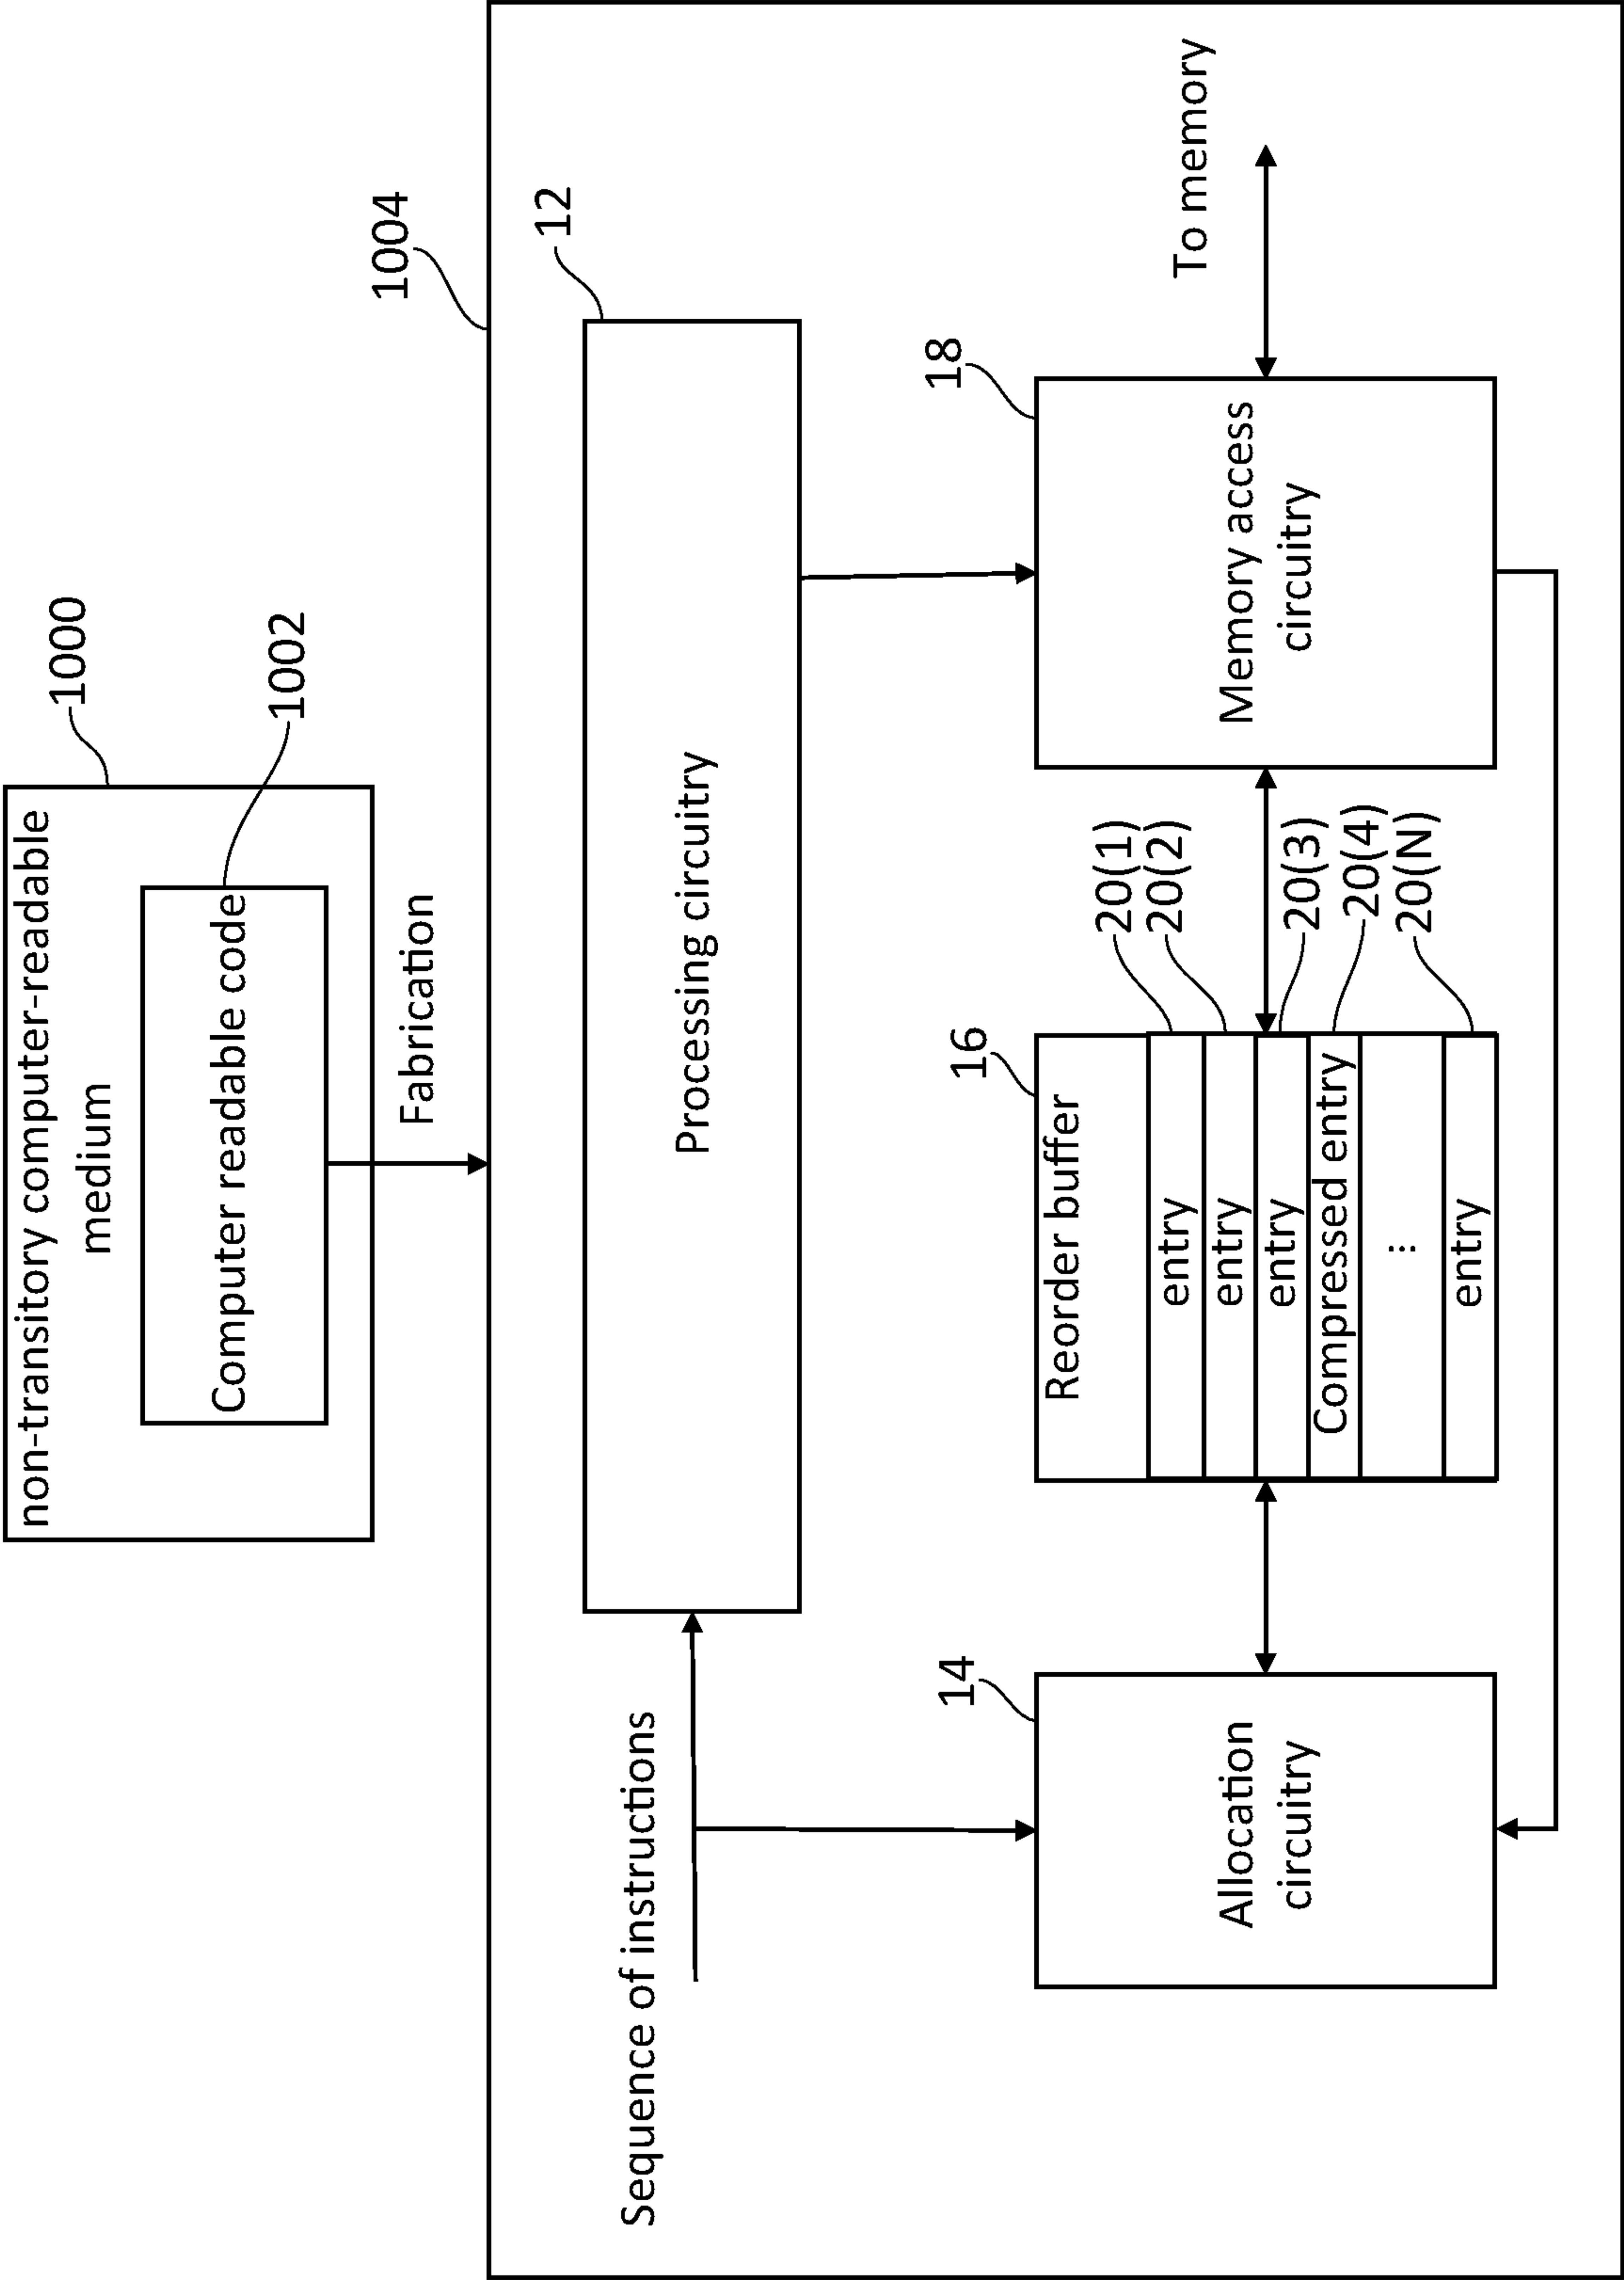 non-transitory computer-readable
medium
1000
Computer readable code
1002
Fabrication
1004
Sequence of instructions
Processing circuitry
12
14
Allocation
circuitry
16
Reorder buffer
entry
20(1)
entry
20(2)
entry
20(3)
Compressed entry
20(4)
...
entry
20(N)
18
Memory access
circuitry
To memory